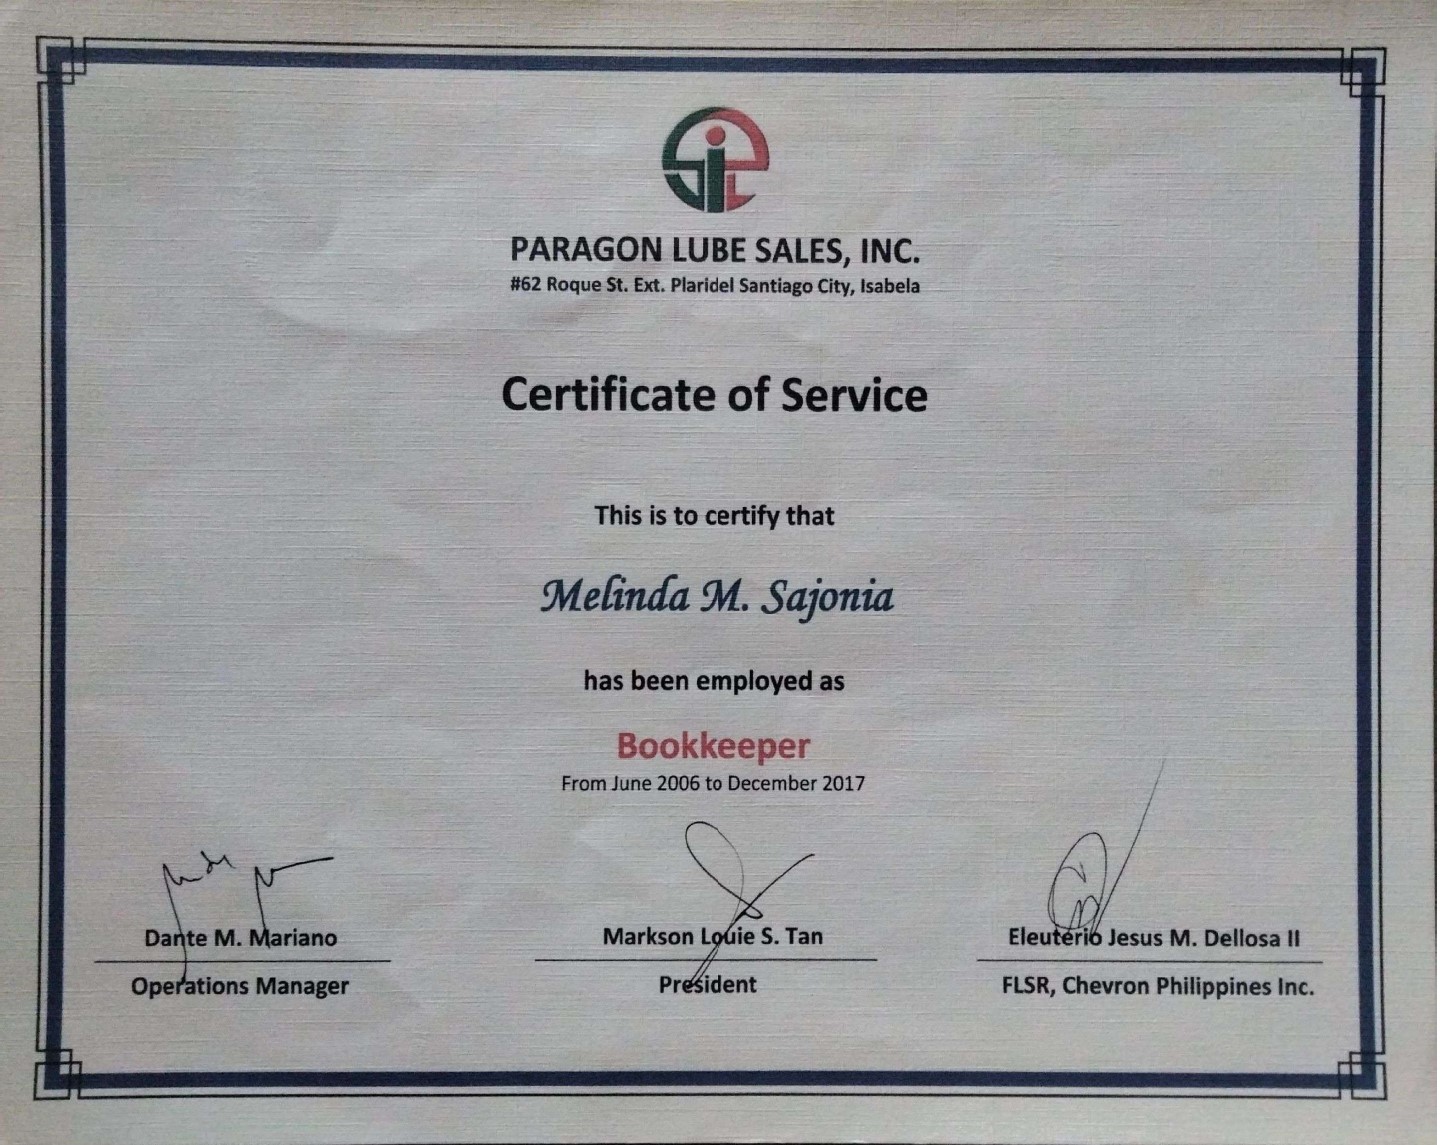 PARAGON LUBE SALES, INC.
#62 Roque St. Ext. Plaridel Santiago City, Isabela
Certificate of Service
This is to certify that
Melinda M. Sajonia
has been employed as
Bookkeeper
From June 2006 to December 2017
Dante M. Mariano
Operations Manager
Markson Louie S. Tan
President
Eleuterio Jesus M. Dellosa II
FLSR, Chevron Philippines Inc.